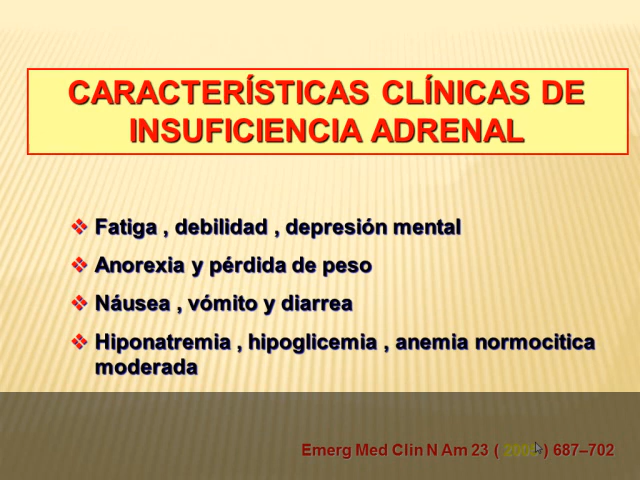 CARACTERÍSTICAS CLÍNICAS DE
INSUFICIENCIA ADRENAL
Fatiga , debilidad , depresión mental
Anorexia y pérdida de peso
Náusea , vómito y diarrea
Hiponatremia , hipoglicemia , anemia normocitica
moderada
Emerg Med Clin N Am 23 ( ) 687–702